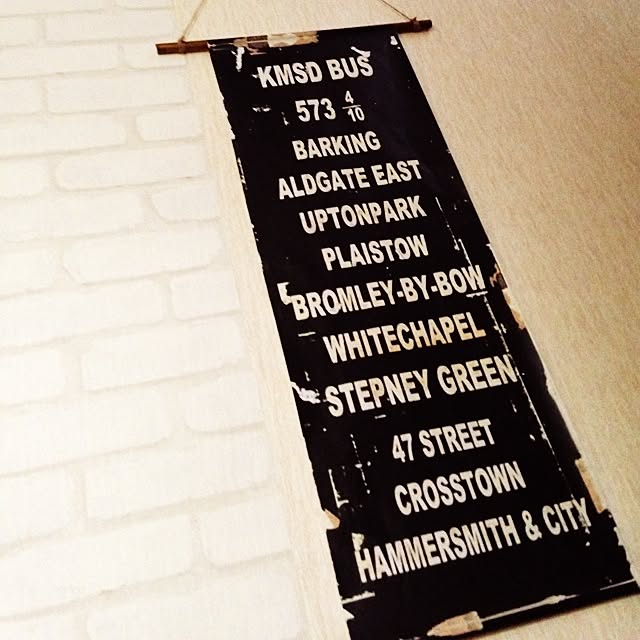 KMSD BUS
573 4/10
BARKING
ALDGATE EAST
UPTONPARK
PLAISTOW
BROMLEY-BY-BOW
WHITECHAPEL
STEPNEY GREEN
47 STREET
CROSSTOWN
HAMMERSMITH & CITY